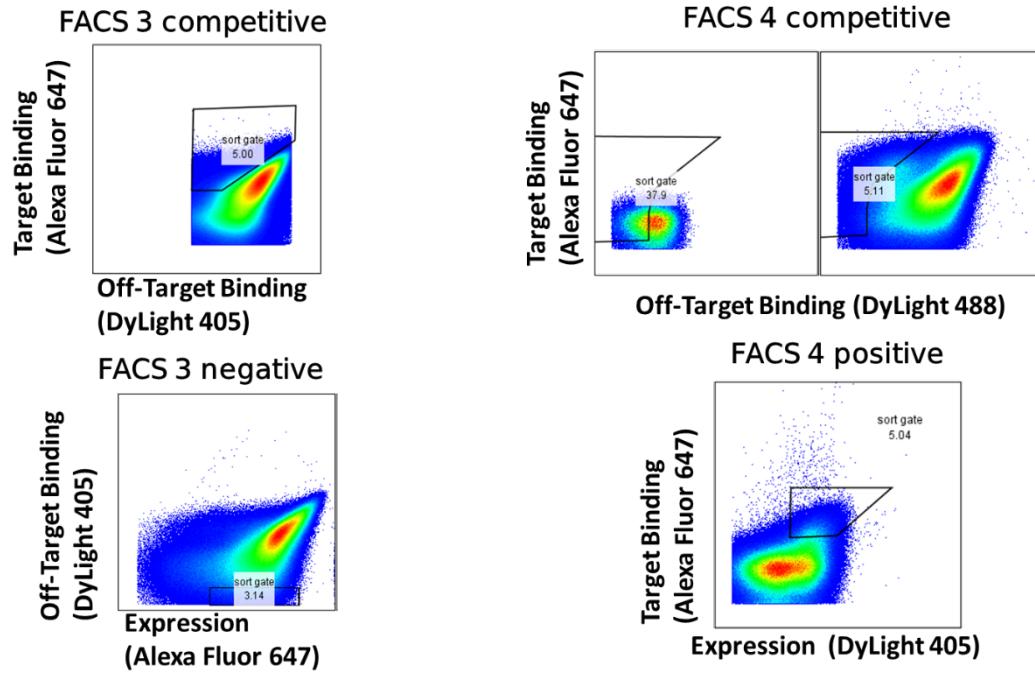 FACS 3 competitive
Target Binding
(Alexa Fluor 647)
sort gate
5.00
Off-Target Binding
(DyLight 405)
FACS 4 competitive
Target Binding
(Alexa Fluor 647)
sort gate
37.9
sort gate
5.11
Off-Target Binding (DyLight 488)
FACS 3 negative
Off-Target Binding
(DyLight 405)
sort gate
3.14
Expression
(Alexa Fluor 647)
FACS 4 positive
Target Binding
(Alexa Fluor 647)
sort gate
5.04
Expression (DyLight 405)